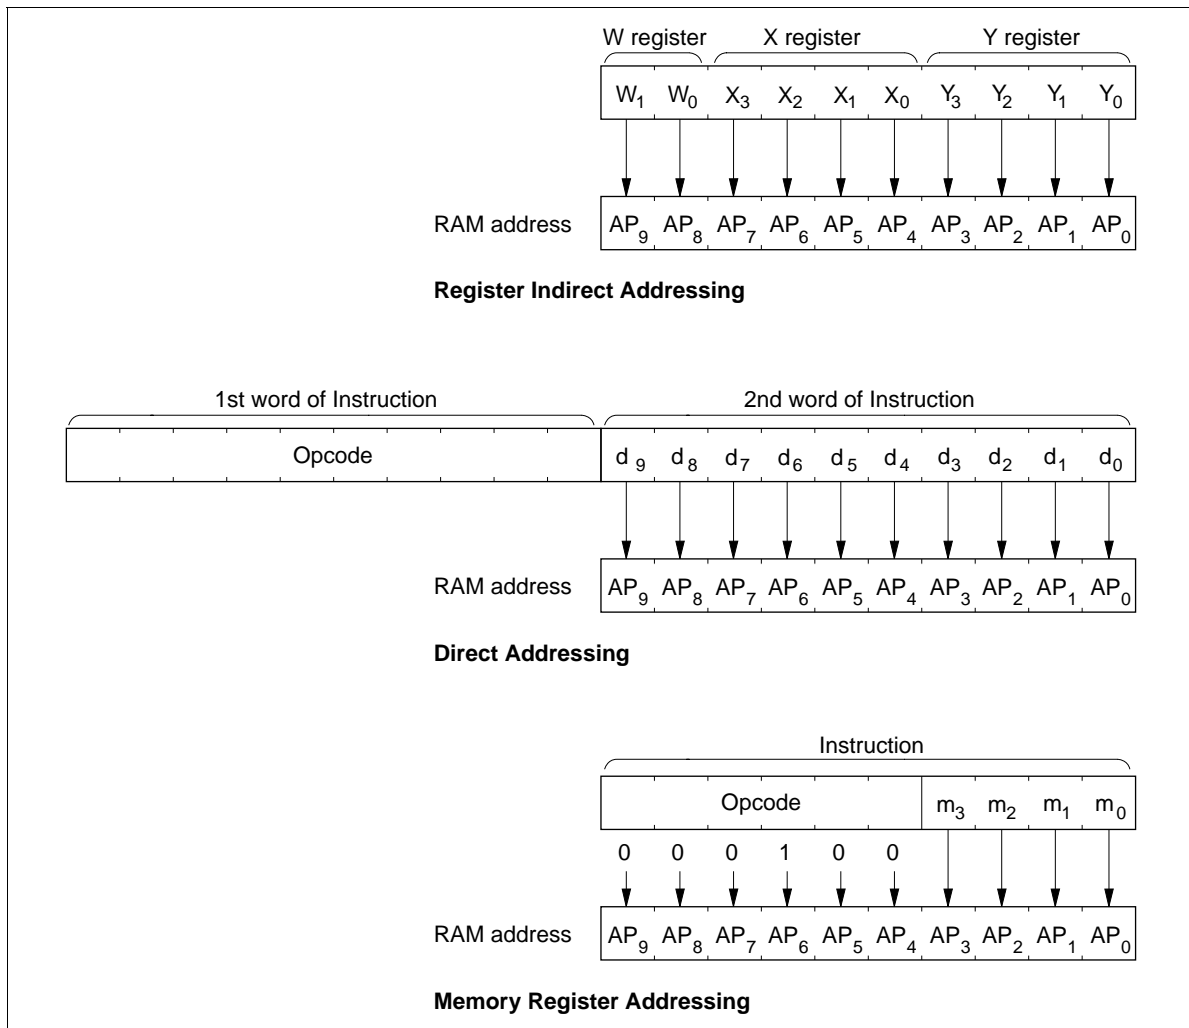 W register X register Y register
W1 W0 X3 X2 X1 X0 Y3 Y2 Y1 Y0
RAM address AP9 AP8 AP7 AP6 AP5 AP4 AP3 AP2 AP1 AP0
Register Indirect Addressing
1st word of Instruction 2nd word of Instruction
Opcode d9 d8 d7 d6 d5 d4 d3 d2 d1 d0
RAM address AP9 AP8 AP7 AP6 AP5 AP4 AP3 AP2 AP1 AP0
Direct Addressing
Instruction
Opcode m3 m2 m1 m0
0 0 0 1 0 0
RAM address AP9 AP8 AP7 AP6 AP5 AP4 AP3 AP2 AP1 AP0
Memory Register Addressing